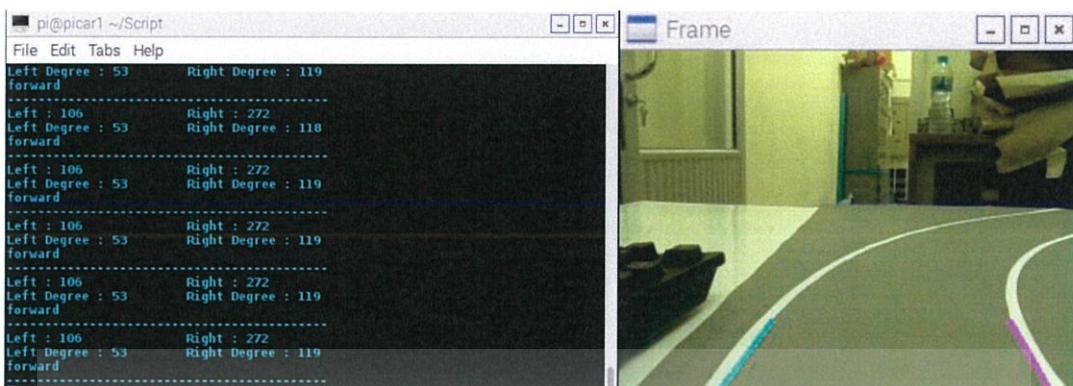 pi@picar1 ~/Script
File Edit Tabs Help
Left Degree : 53 Right Degree : 119
forward
----------------------------------------
Left : 106 Right : 272
Left Degree : 53 Right Degree : 118
forward
----------------------------------------
Left : 106 Right : 272
Left Degree : 53 Right Degree : 119
forward
----------------------------------------
Left : 106 Right : 272
Left Degree : 53 Right Degree : 119
forward
----------------------------------------
Left : 106 Right : 272
Left Degree : 53 Right Degree : 119
forward
----------------------------------------
Left : 106 Right : 272
Left Degree : 53 Right Degree : 119
forward
----------------------------------------
Frame